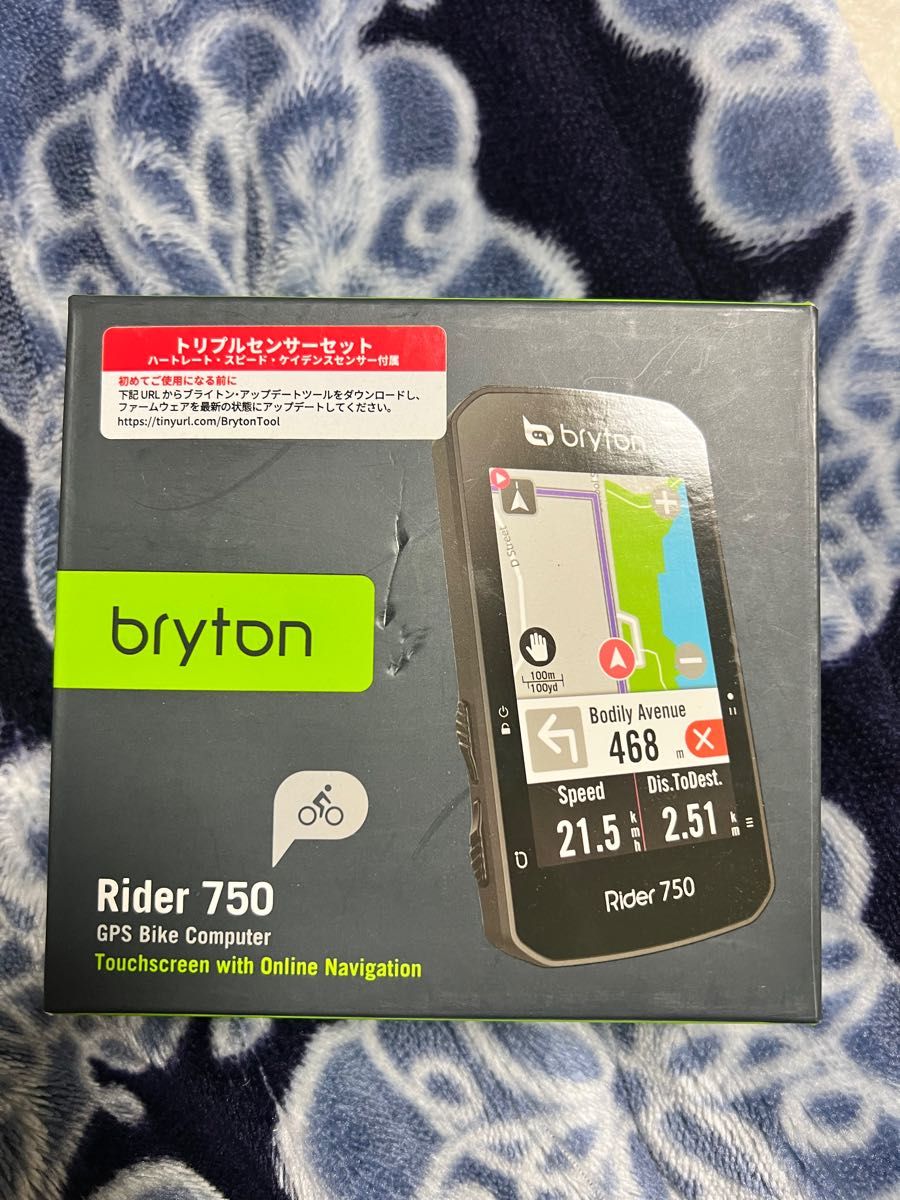 トリプルセンサーセット
ハートレート・スピード・ケイデンスセンサー付属
初めてご使用になる前に
下記 URL からブライトン・アップデートツールをダウンロードし、
ファームウェアを最新の状態にアップデートしてください。
https://tinyurl.com/BrytonTool
bryton
D Street
100m
100yd
Bodily Avenue
468 m
Speed
Dis.ToDest.
21.5 kmh
2.51 km
Rider 750
bryton
Rider 750
GPS Bike Computer
Touchscreen with Online Navigation